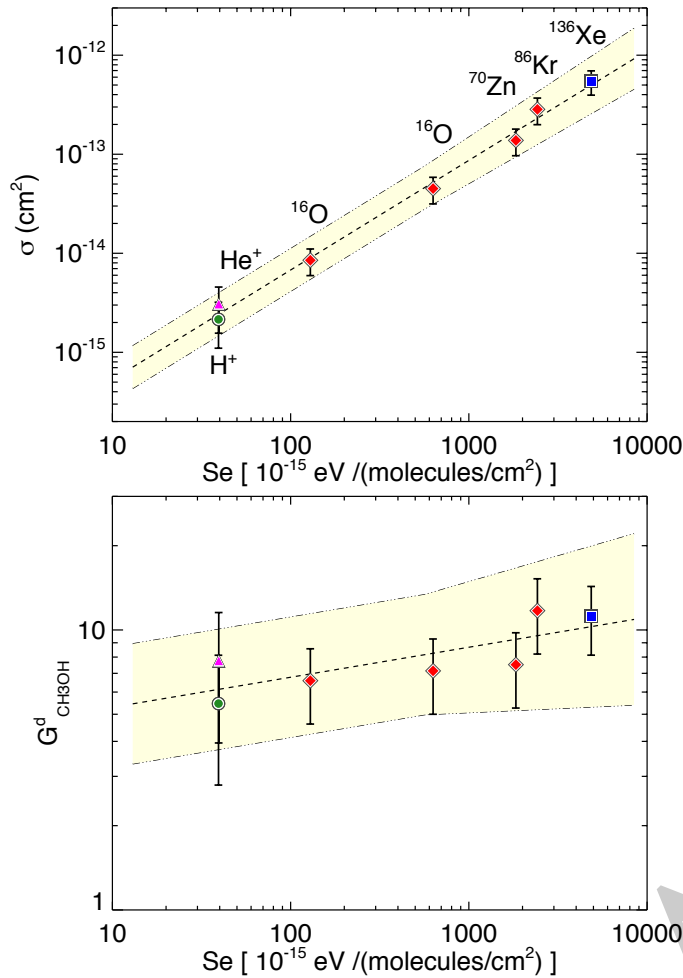 10⁻¹²
10⁻¹³
10⁻¹⁴
10⁻¹⁵
σ (cm²)
¹³⁶Xe
⁸⁶Kr
⁷⁰Zn
¹⁶O
¹⁶O
He⁺
H⁺
10 100 1000 10000
Se [ 10⁻¹⁵ eV /(molecules/cm²) ]
10
1
Gᵈ CH3OH
10 100 1000 10000
Se [ 10⁻¹⁵ eV /(molecules/cm²) ]